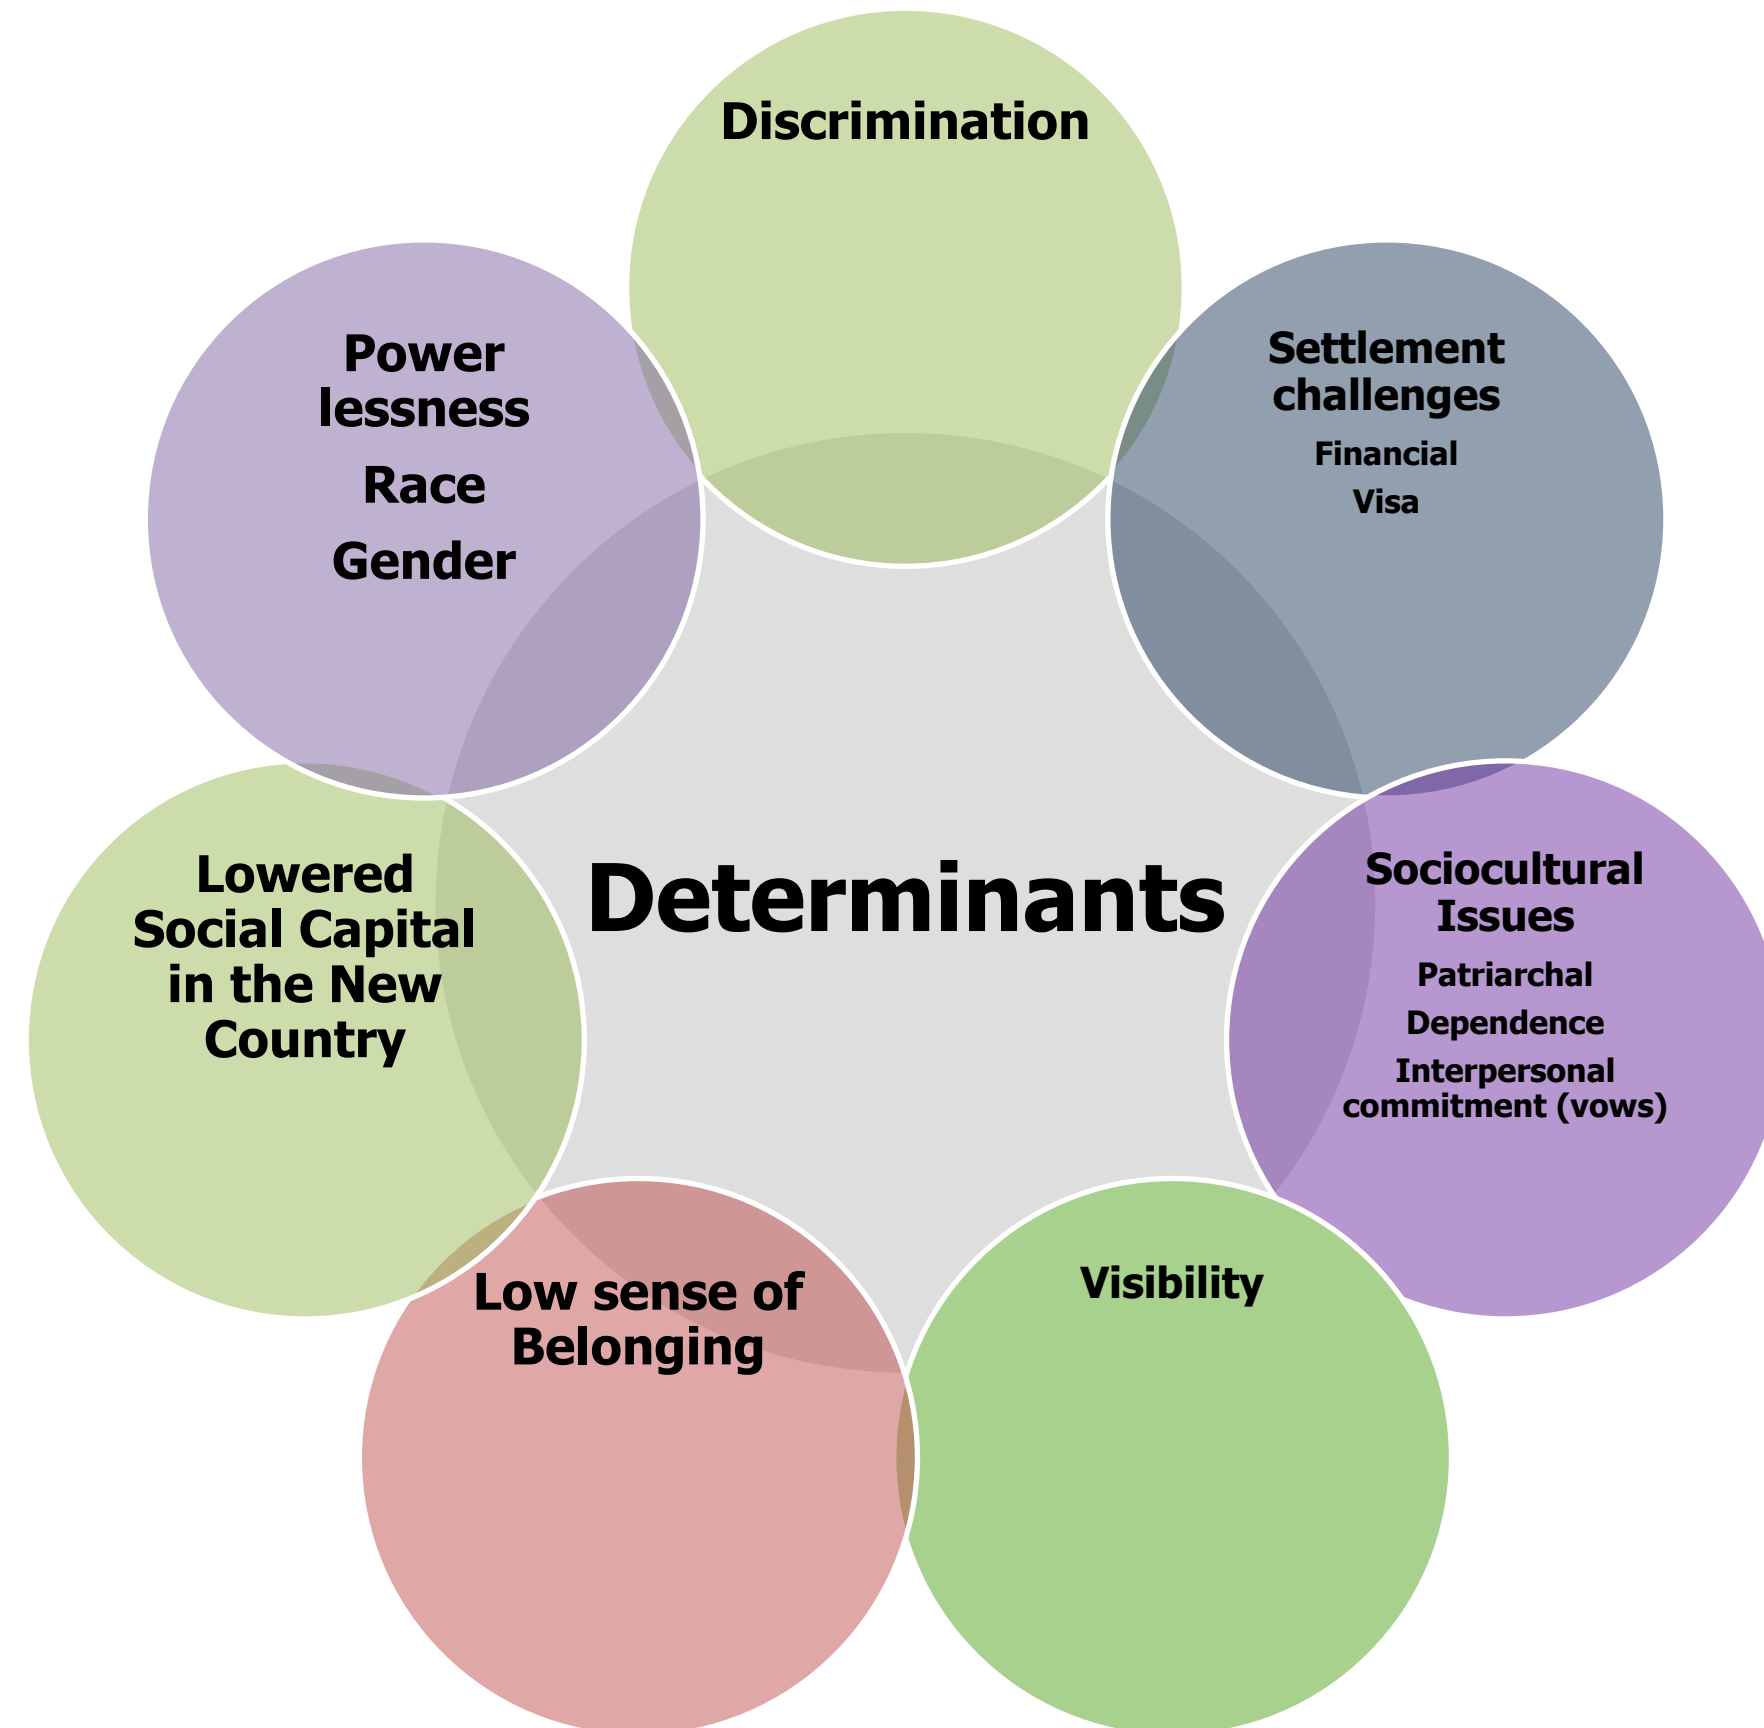 Discrimination
Settlement
challenges
Financial
Visa
Sociocultural
Issues
Patriarchal
Dependence
Interpersonal
commitment (vows)
Visibility
Low sense of
Belonging
Lowered
Social Capital
in the New
Country
Power
lessness
Race
Gender
Determinants